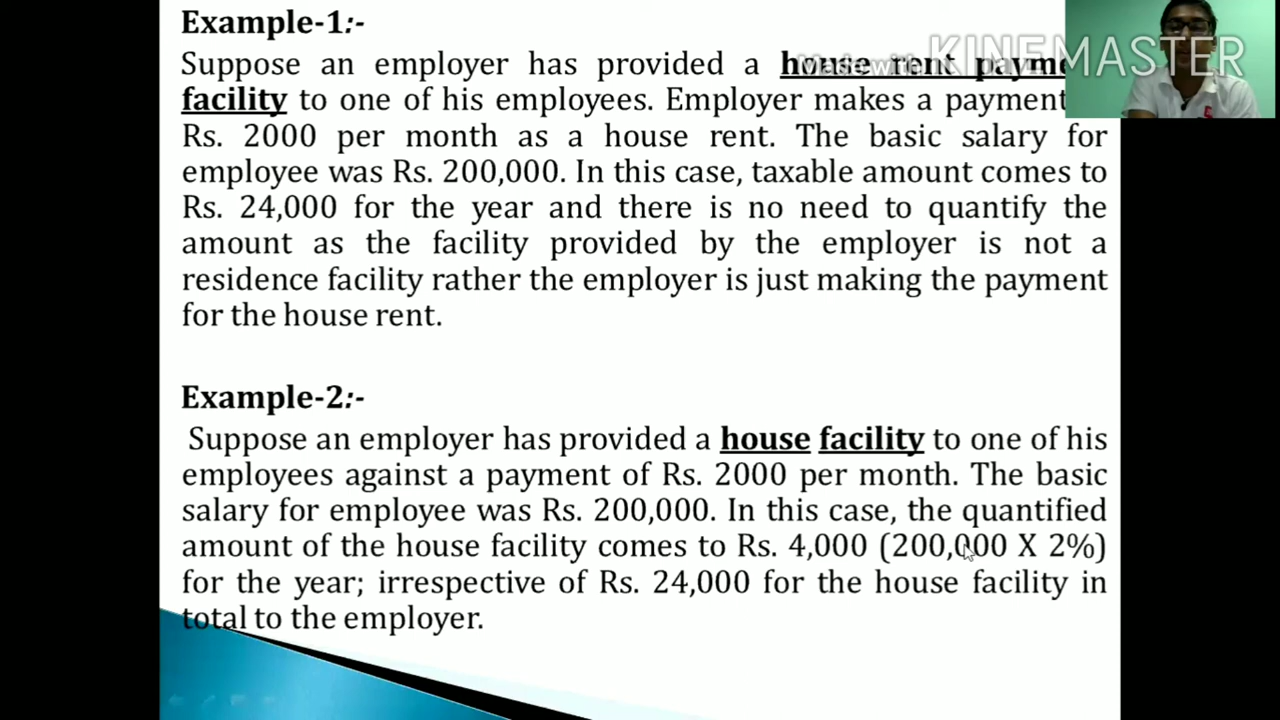 Example-1:-
Suppose an employer has provided a house rent
facility to one of his employees. Employer makes a payment
Rs. 2000 per month as a house rent. The basic salary for
employee was Rs. 200,000. In this case, taxable amount comes to
Rs. 24,000 for the year and there is no need to quantify the
amount as the facility provided by the employer is not a
residence facility rather the employer is just making the payment
for the house rent.
Example-2:-
Suppose an employer has provided a house facility to one of his
employees against a payment of Rs. 2000 per month. The basic
salary for employee was Rs. 200,000. In this case, the quantified
amount of the house facility comes to Rs. 4,000 (200,000 X 2%)
for the year; irrespective of Rs. 24,000 for the house facility in
total to the employer.
Made with KINEMASTER